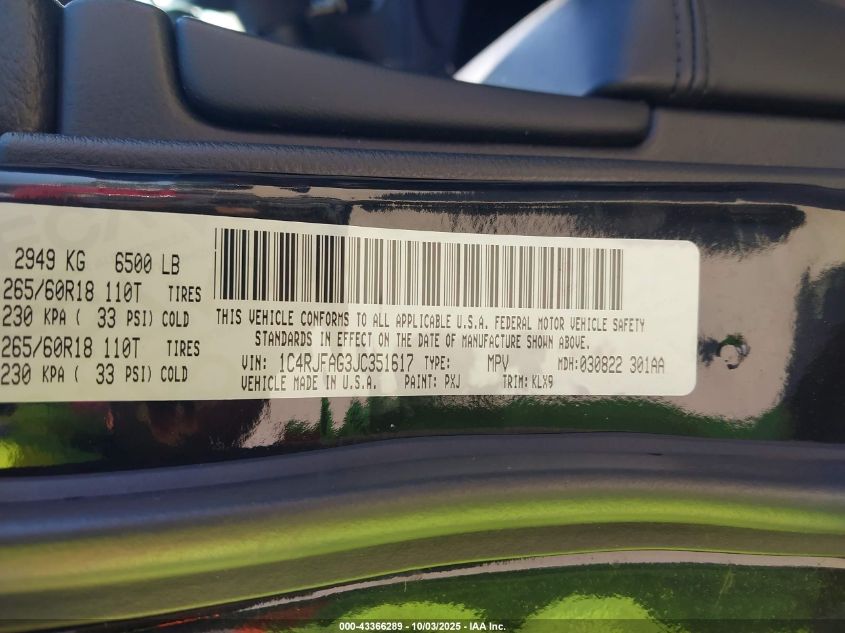 2949 KG 6500 LB
265/60R18 110T TIRES
230 KPA ( 33 PSI) COLD
265/60R18 110T TIRES
230 KPA ( 33 PSI) COLD
THIS VEHICLE CONFORMS TO ALL APPLICABLE U.S.A. FEDERAL MOTOR VEHICLE SAFETY
STANDARDS IN EFFECT ON THE DATE OF MANUFACTURE SHOWN ABOVE.
VIN: 1C4RJFAG3JC351617 TYPE: MPV MDH:030822 301AA
VEHICLE MADE IN U.S.A. PAINT: PXJ TRIM: KLX9
000-43366289 - 10/03/2025 - IAA Inc.